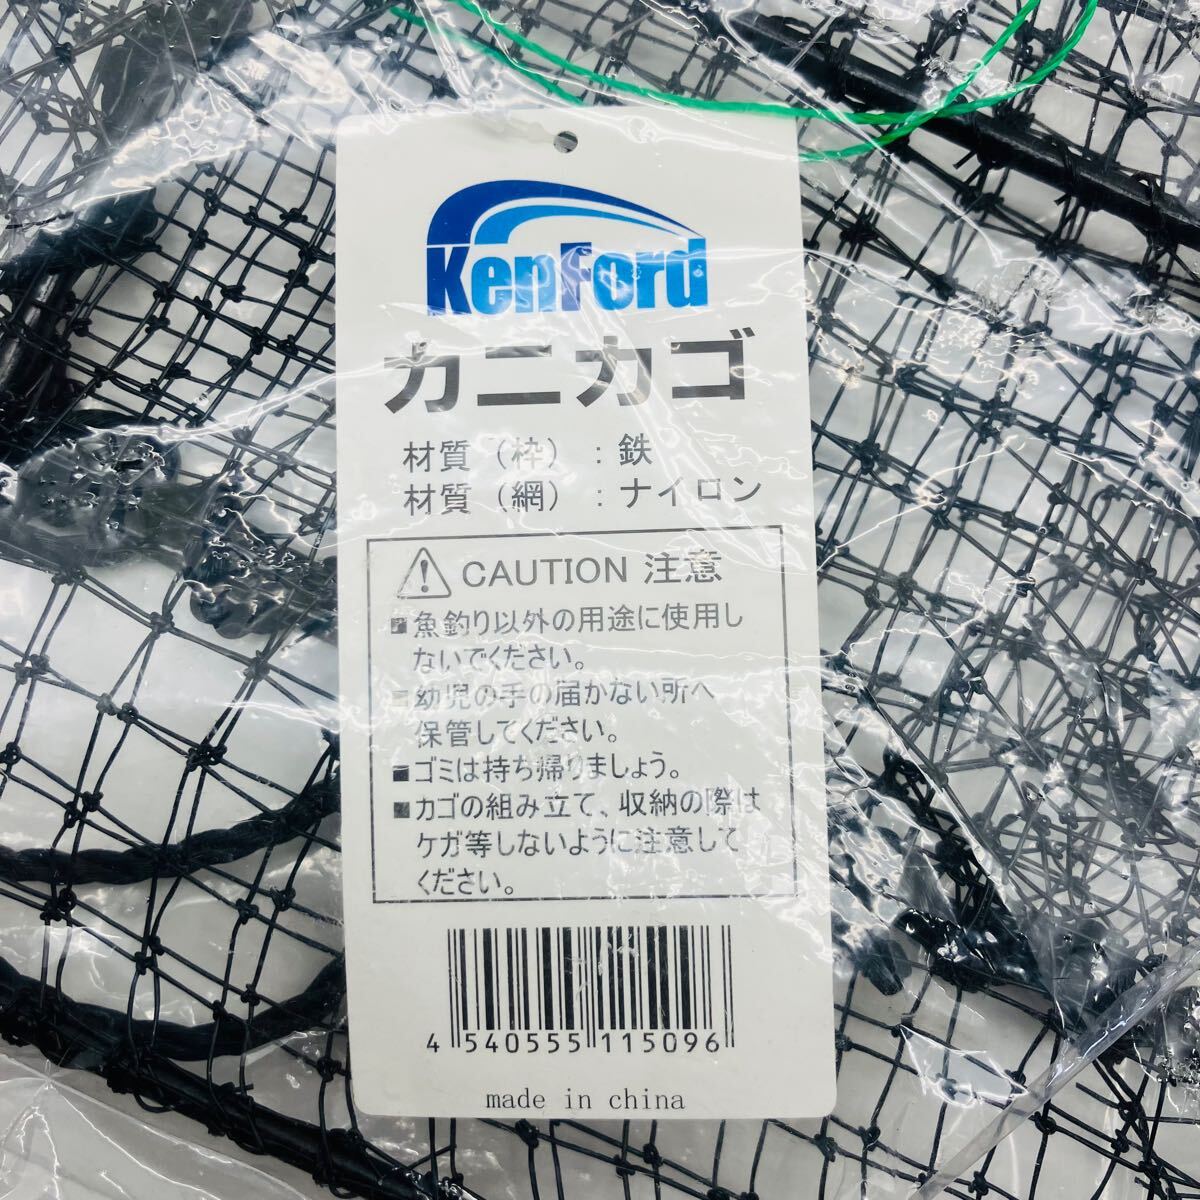 KenFord
カニカゴ
材質（枠）：鉄
材質（網）：ナイロン
CAUTION 注意
■魚釣り以外の用途に使用し
ないでください。
■幼児の手の届かない所へ
保管してください。
■ゴミは持ち帰りましょう。
■カゴの組み立て、収納の際は
ケガ等しないように注意して
ください。
4 540555 115096
made in china